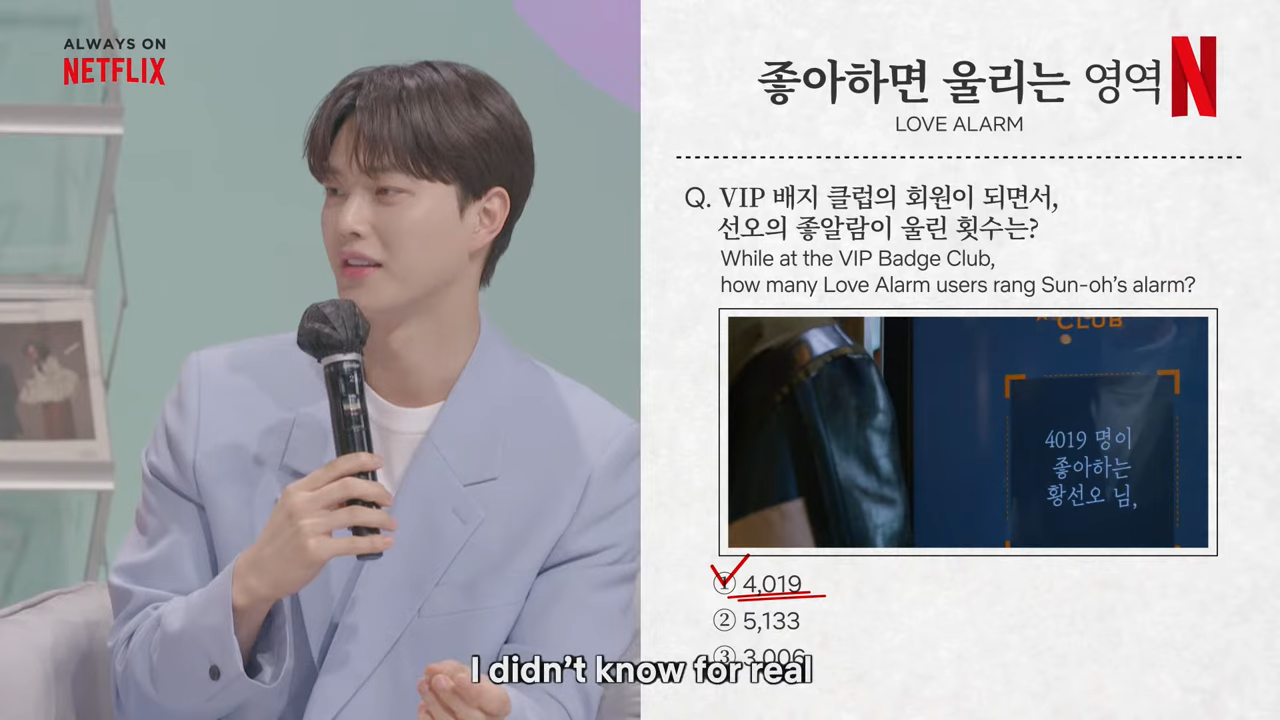 ALWAYS ON
NETFLIX
좋아하면 울리는 영역
LOVE ALARM
Q. VIP 배지 클럽의 회원이 되면서,
선오의 좋알람이 울린 횟수는?
While at the VIP Badge Club,
how many Love Alarm users rang Sun-oh's alarm?
CLUB
4019 명이
좋아하는
황선오 님,
① 4,019
② 5,133
③ 3,006
I didn't know for real